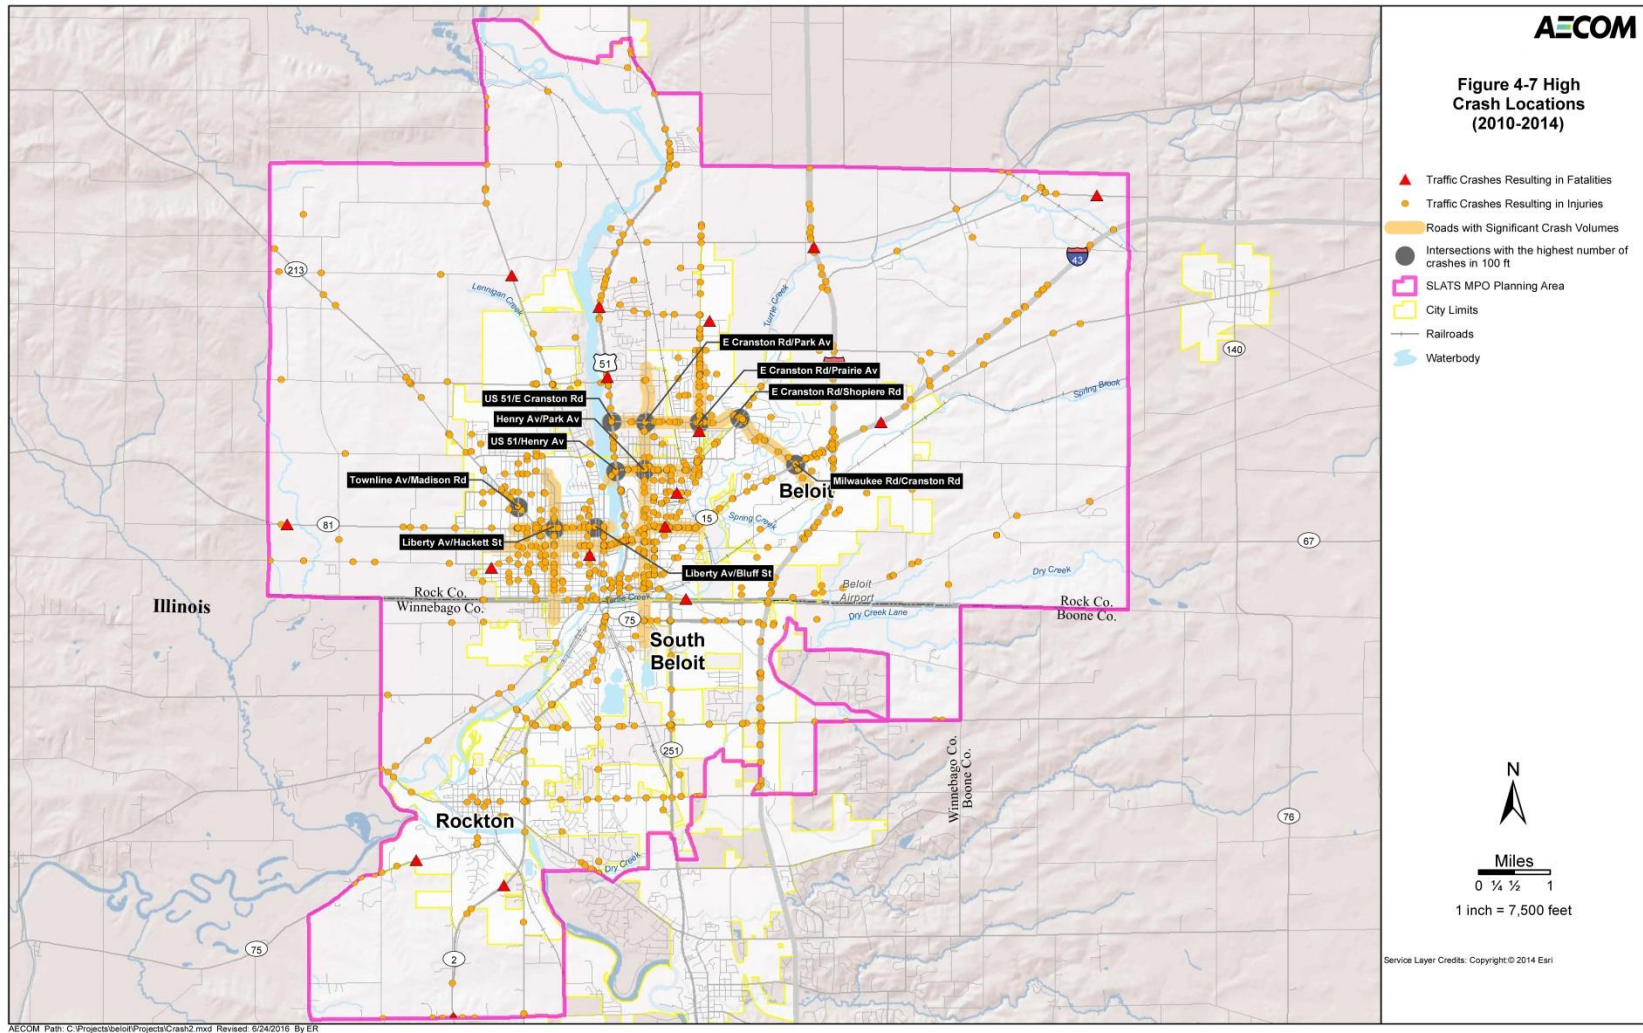 AECOM
Figure 4-7 High
Crash Locations
(2010-2014)
Traffic Crashes Resulting in Fatalities
Traffic Crashes Resulting in Injuries
Roads with Significant Crash Volumes
Intersections with the highest number of
crashes in 100 ft
SLATS MPO Planning Area
City Limits
Railroads
Waterbody
213
Lennigan Creek
Turtle Creek
43
140
51
E Cranston Rd/Park Av
E Cranston Rd/Prairie Av
E Cranston Rd/Shopiere Rd
US 51/E Cranston Rd
Henry Av/Park Av
US 51/Henry Av
Spring Brook
Townline Av/Madison Rd
Milwaukee Rd/Cranston Rd
Beloit
81
15
Spring Creek
67
Liberty Av/Hackett St
Liberty Av/Bluff St
Dry Creek
Beloit
Airport
Illinois
Rock Co.
Winnebago Co.
Turtle Creek
Rock Co.
Boone Co.
Dry Creek Lane
75
South
Beloit
251
Winnebago Co.
Boone Co.
Rockton
76
Dry Creek
75
2
N
Miles
0 ¼ ½ 1
1 inch = 7,500 feet
Service Layer Credits: Copyright:© 2014 Esri
AECOM Path: C:\Projects\beloit\Projects\Crash2.mxd Revised: 6/24/2016 By ER